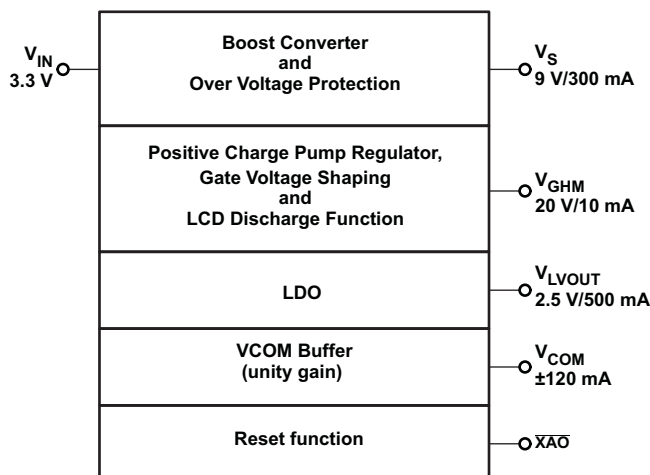 V_IN
3.3 V
Boost Converter
and
Over Voltage Protection
V_S
9 V/300 mA
Positive Charge Pump Regulator,
Gate Voltage Shaping
and
LCD Discharge Function
V_GHM
20 V/10 mA
LDO
V_LVOUT
2.5 V/500 mA
VCOM Buffer
(unity gain)
V_COM
±120 mA
Reset function
X̅A̅O̅